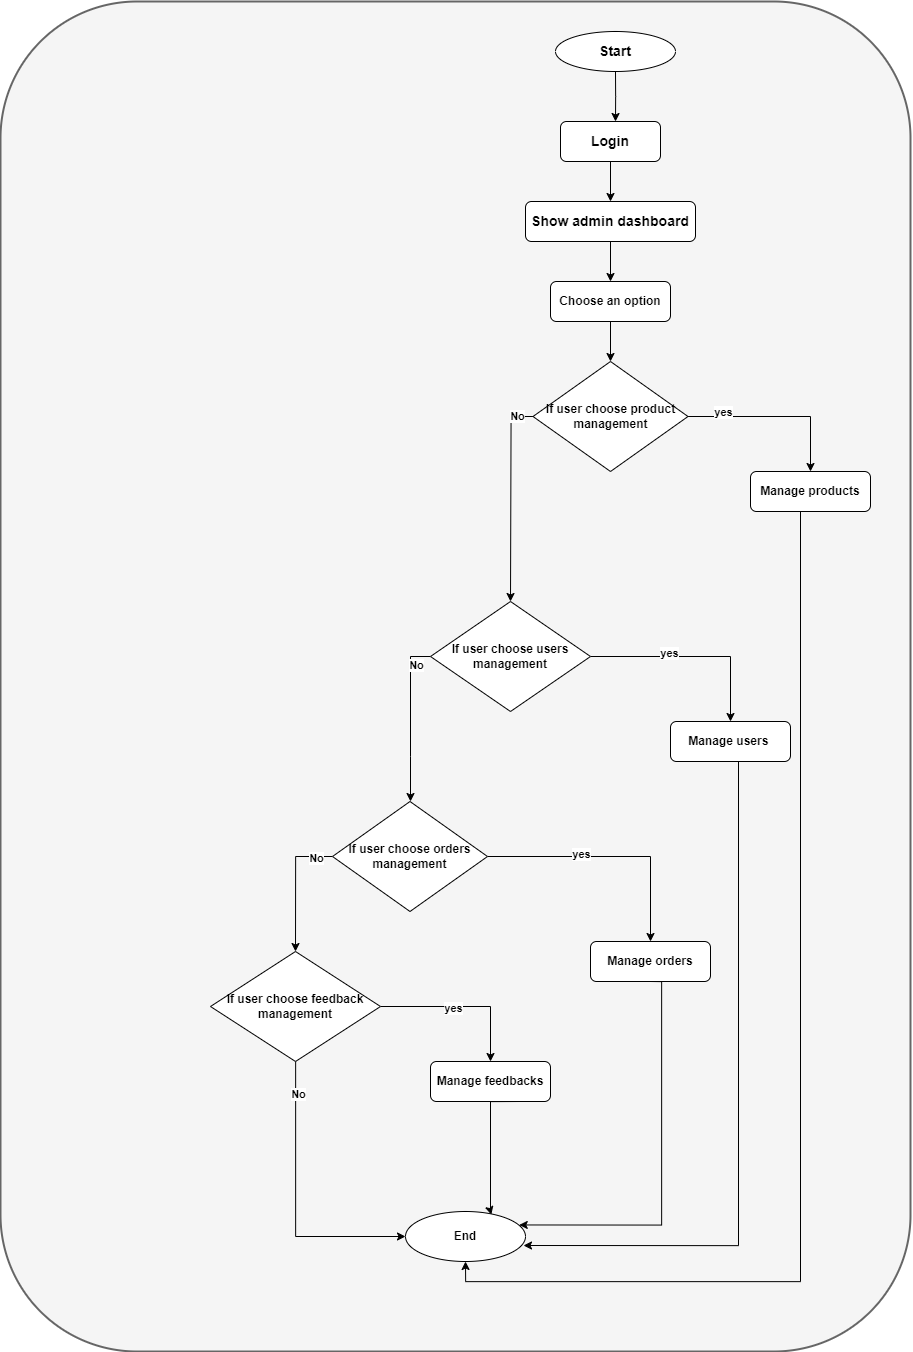 Start
Login
Show admin dashboard
Choose an option
If user choose product
management
No
yes
Manage products
If user choose users
management
No
yes
Manage users
If user choose orders
management
No
yes
Manage orders
If user choose feedback
management
yes
Manage feedbacks
No
End